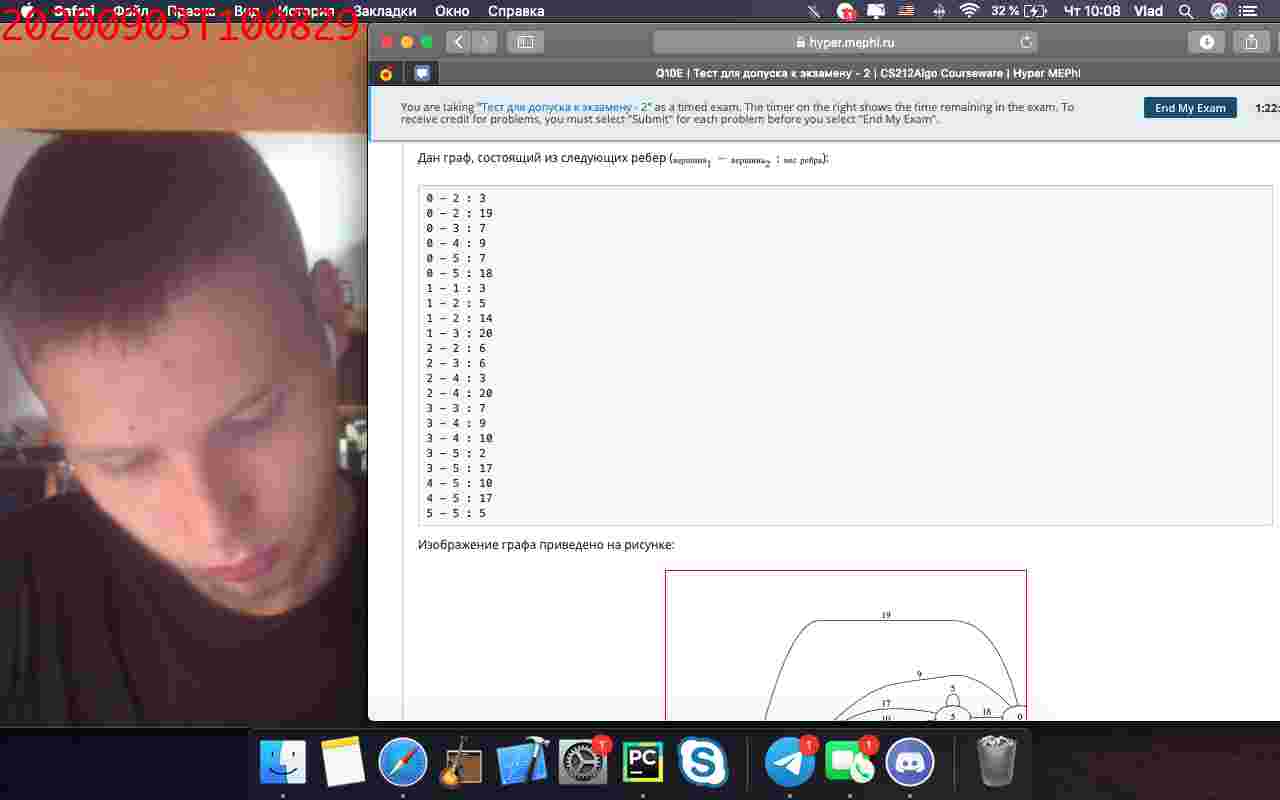 Safari Файл Правка Вид История Закладки Окно Справка 32 % Чт 10:08 Vlad
20200903T100829
hyper.mephi.ru
Q10E | Тест для допуска к экзамену - 2 | CS212Algo Courseware | Hyper MEPhI
You are taking "Тест для допуска к экзамену - 2" as a timed exam. The timer on the right shows the time remaining in the exam. To
receive credit for problems, you must select "Submit" for each problem before you select "End My Exam".
End My Exam
1:22:
Дан граф, состоящий из следующих рёбер (вершина1 − вершина2 : вес ребра):
0 - 2 : 3
0 - 2 : 19
0 - 3 : 7
0 - 4 : 9
0 - 5 : 7
0 - 5 : 18
1 - 1 : 3
1 - 2 : 5
1 - 2 : 14
1 - 3 : 20
2 - 2 : 6
2 - 3 : 6
2 - 4 : 3
2 - 4 : 20
3 - 3 : 7
3 - 4 : 9
3 - 4 : 10
3 - 5 : 2
3 - 5 : 17
4 - 5 : 10
4 - 5 : 17
5 - 5 : 5
Изображение графа приведено на рисунке:
19
9
5
17
18
10
5
0
PC
1
1
1